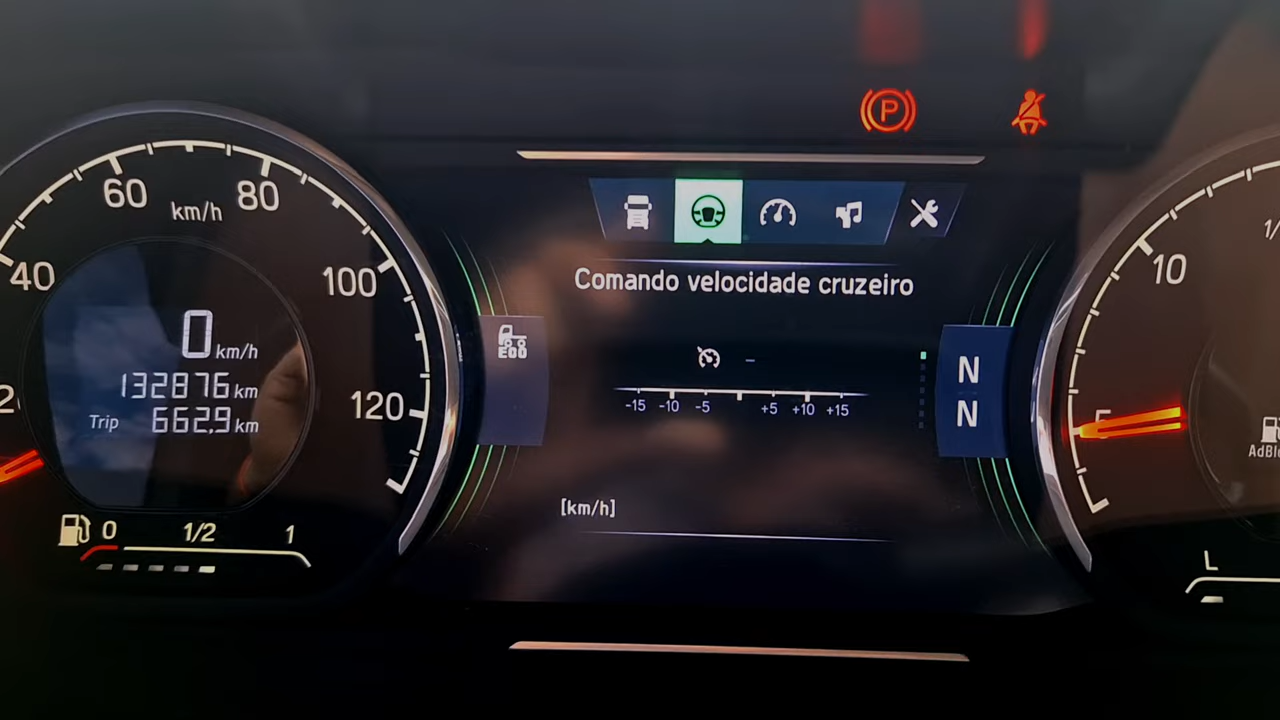 P
60
80
km/h
40
100
120
0 km/h
132876 km
Trip 662,9 km
0 1/2 1
Comando velocidade cruzeiro
ECO
-
-15 -10 -5 +5 +10 +15
[km/h]
N
N
10
5
L